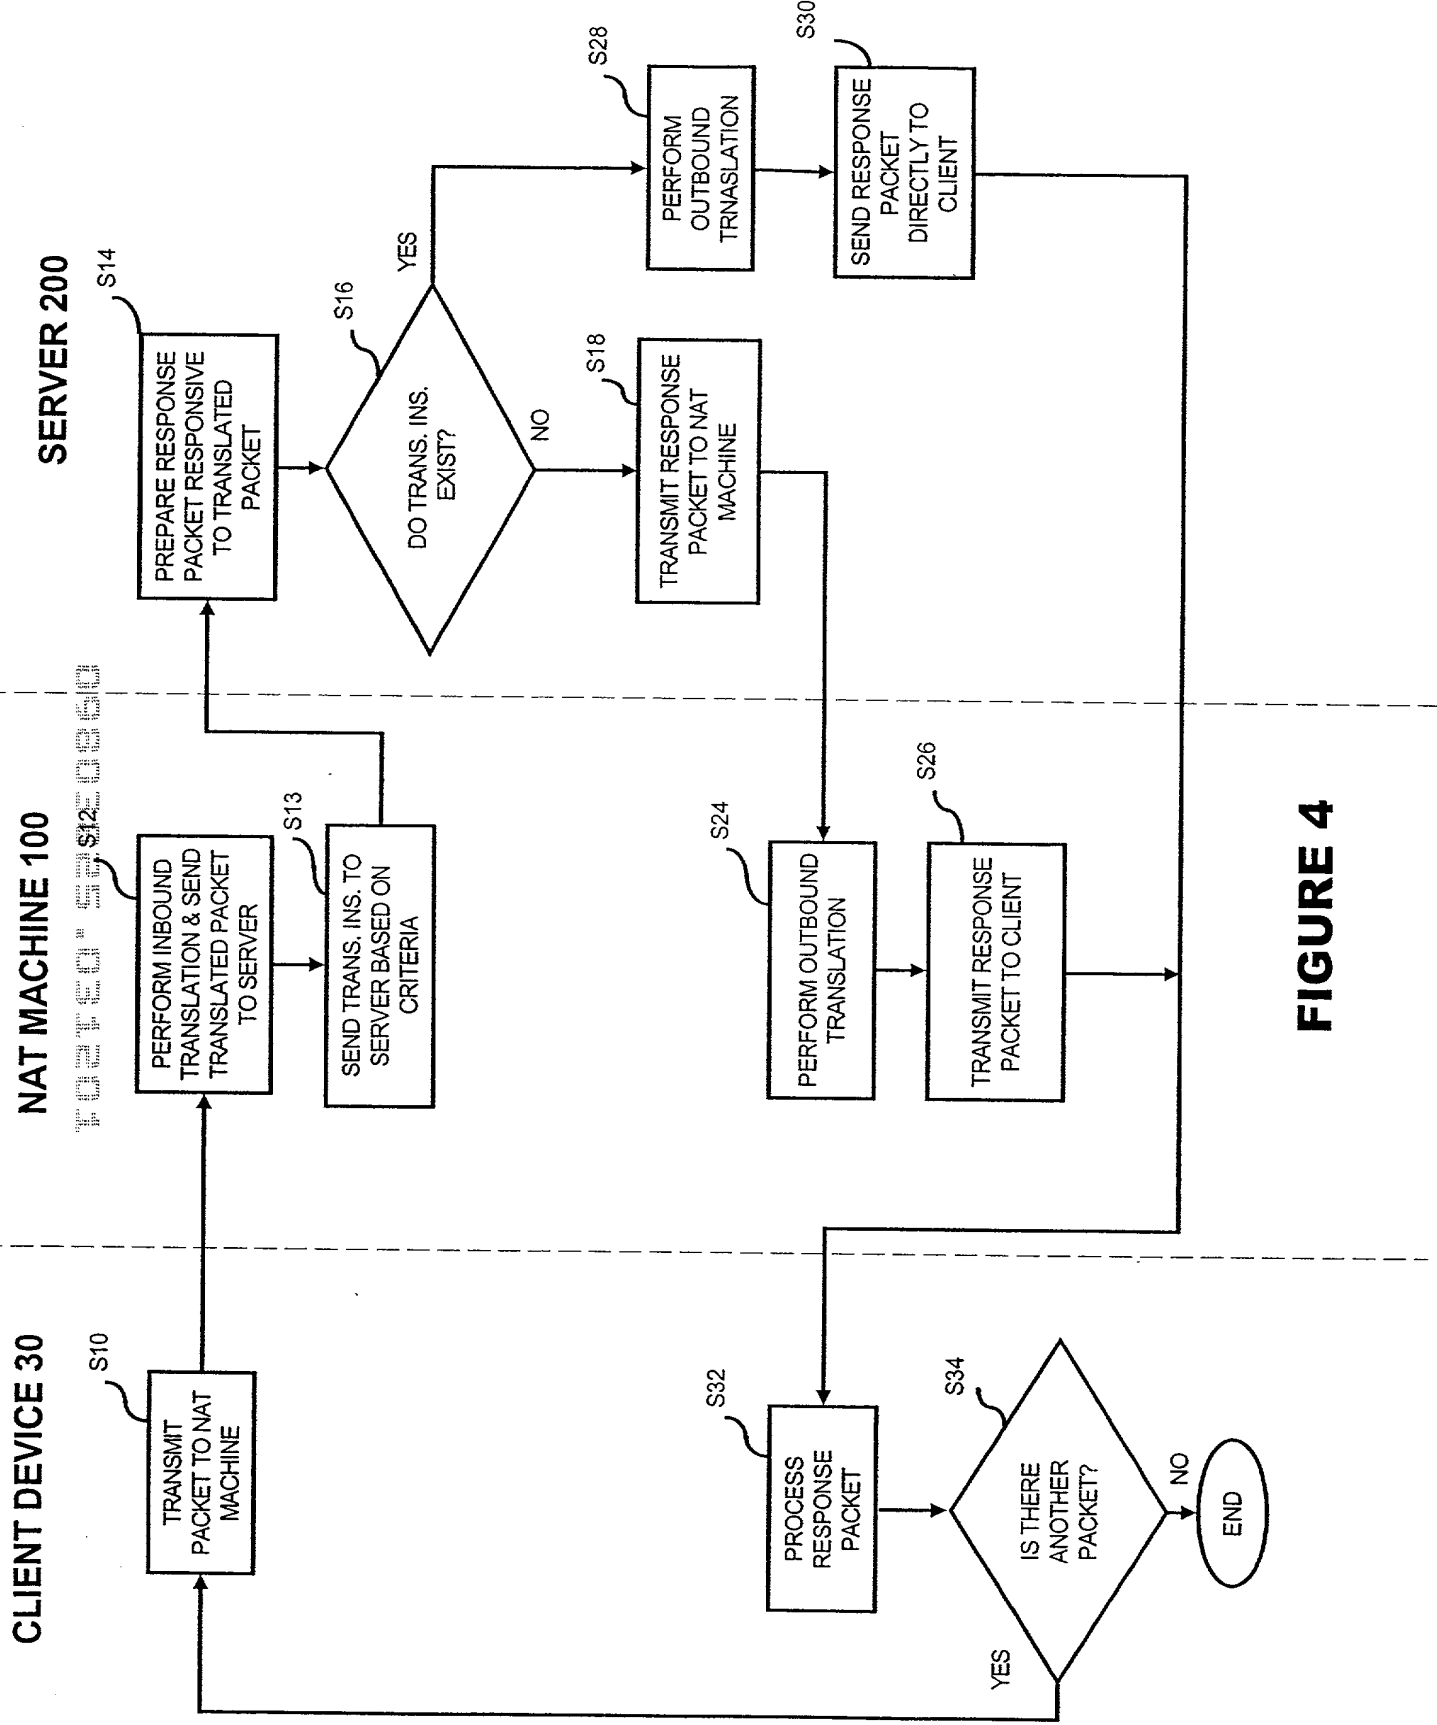 CLIENT DEVICE 30
NAT MACHINE 100
SERVER 200
S10
TRANSMIT
PACKET TO NAT
MACHINE
S12
PERFORM INBOUND
TRANSLATION & SEND
TRANSLATED PACKET
TO SERVER
S13
SEND TRANS. INS. TO
SERVER BASED ON
CRITERIA
S14
PREPARE RESPONSE
PACKET RESPONSIVE
TO TRANSLATED
PACKET
S16
DO TRANS. INS.
EXIST?
YES
NO
S18
TRANSMIT RESPONSE
PACKET TO NAT
MACHINE
S28
PERFORM
OUTBOUND
TRNASLATION
S30
SEND RESPONSE
PACKET
DIRECTLY TO
CLIENT
S24
PERFORM OUTBOUND
TRANSLATION
S26
TRANSMIT RESPONSE
PACKET TO CLIENT
S32
PROCESS
RESPONSE
PACKET
S34
IS THERE
ANOTHER
PACKET?
YES
NO
END
FIGURE 4